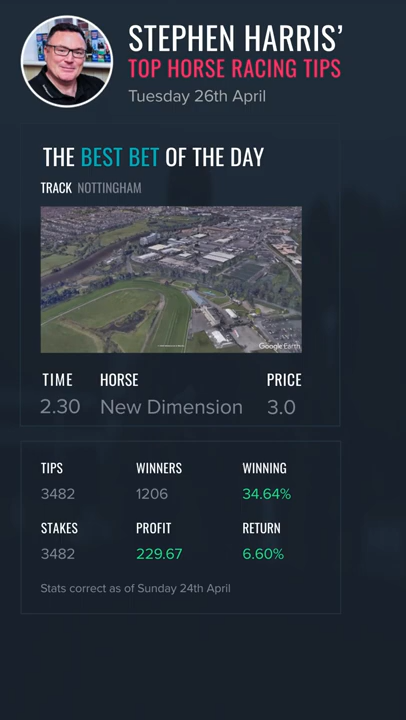 STEPHEN HARRIS’
TOP HORSE RACING TIPS
Tuesday 26th April
THE BEST BET OF THE DAY
TRACK NOTTINGHAM
Google Earth
TIME HORSE PRICE
2.30 New Dimension 3.0
TIPS WINNERS WINNING
3482 1206 34.64%
STAKES PROFIT RETURN
3482 229.67 6.60%
Stats correct as of Sunday 24th April